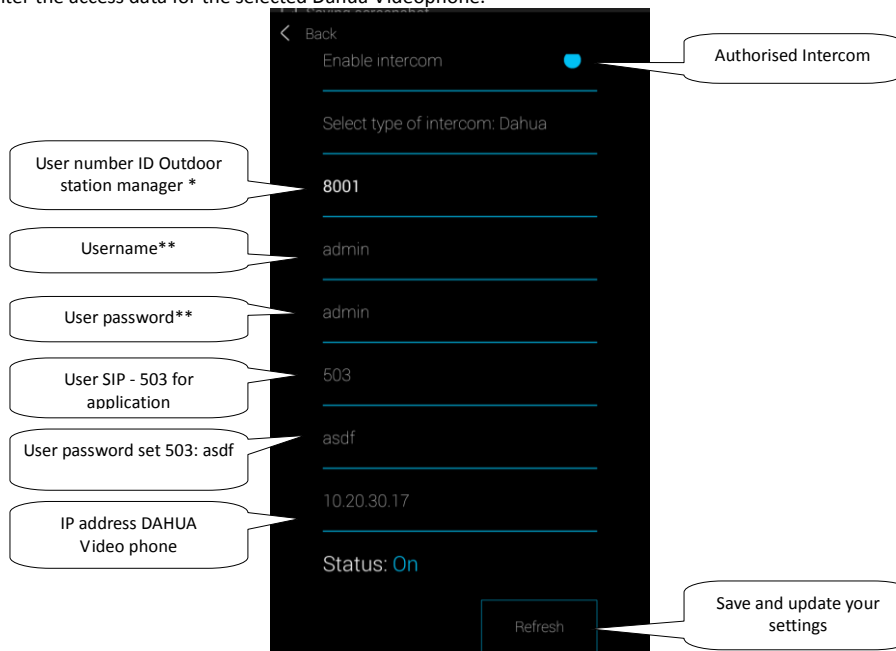 nter the access data for the selected Dahua Videophone.
Saving screenshot
Back
Enable intercom
Authorised Intercom
Select type of intercom: Dahua
User number ID Outdoor
station manager *
8001
Username**
admin
User password**
admin
User SIP - 503 for
application
503
User password set 503: asdf
asdf
IP address DAHUA
Video phone
10.20.30.17
Status: On
Refresh
Save and update your
settings